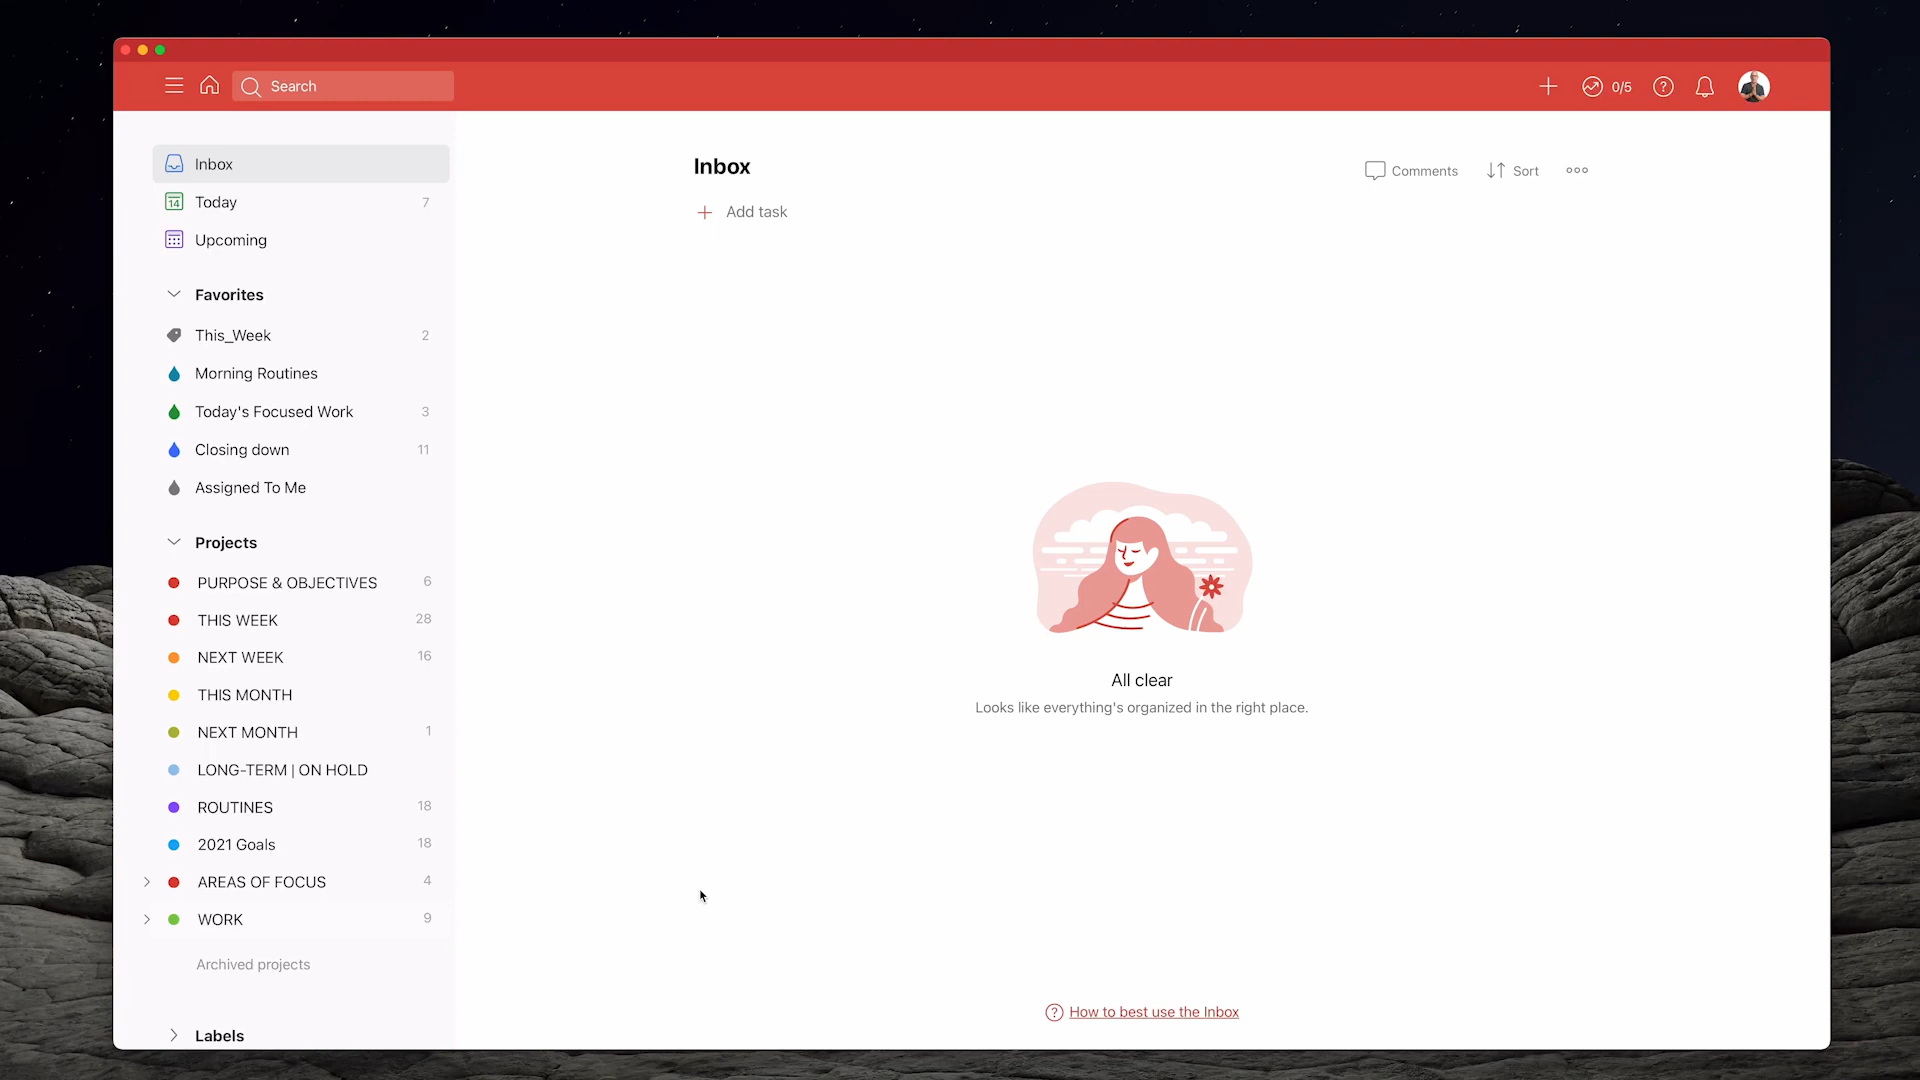 Search
0/5
Inbox
14 Today 7
Upcoming
Favorites
This_Week 2
Morning Routines
Today's Focused Work 3
Closing down 11
Assigned To Me
Projects
PURPOSE & OBJECTIVES 6
THIS WEEK 28
NEXT WEEK 16
THIS MONTH
NEXT MONTH 1
LONG-TERM | ON HOLD
ROUTINES 18
2021 Goals 18
AREAS OF FOCUS 4
WORK 9
Archived projects
Labels
Inbox
Comments
Sort
Add task
All clear
Looks like everything's organized in the right place.
How to best use the Inbox